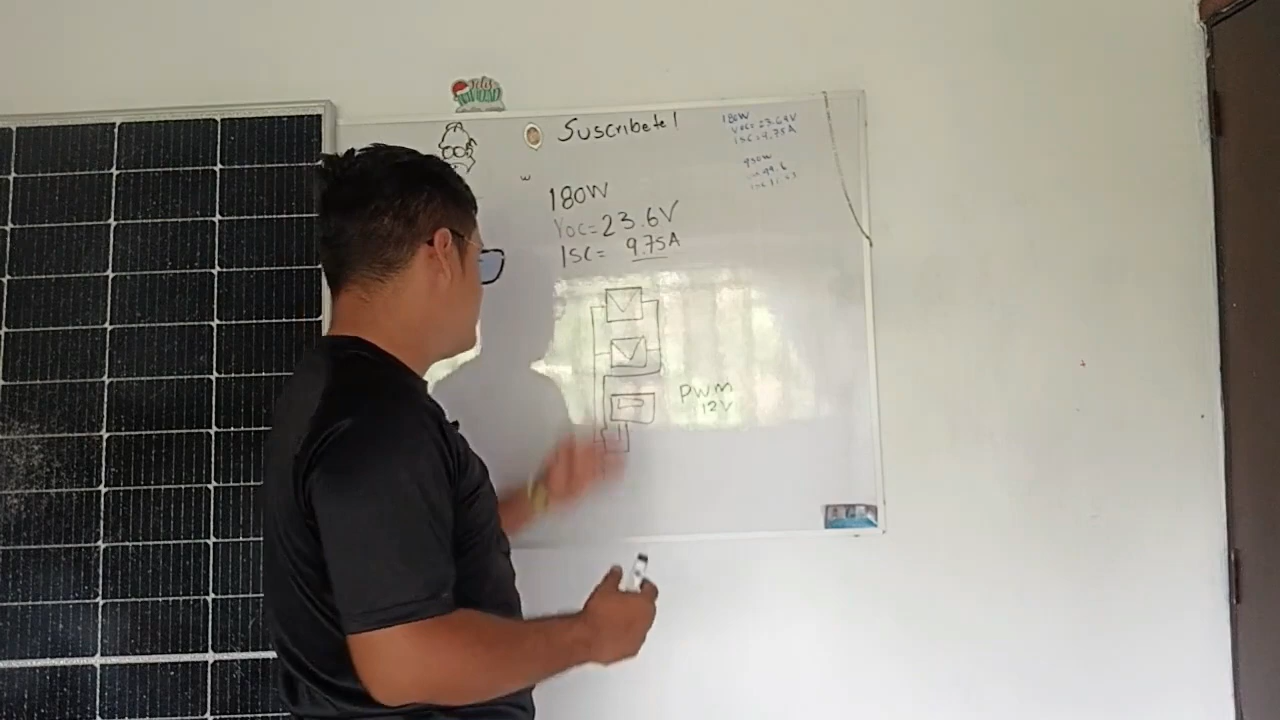 Suscribete!
180W
Voc=23.64V
ISC=9.75A
180W
Voc=23.6V
ISC= 9.75A
PWM
12V